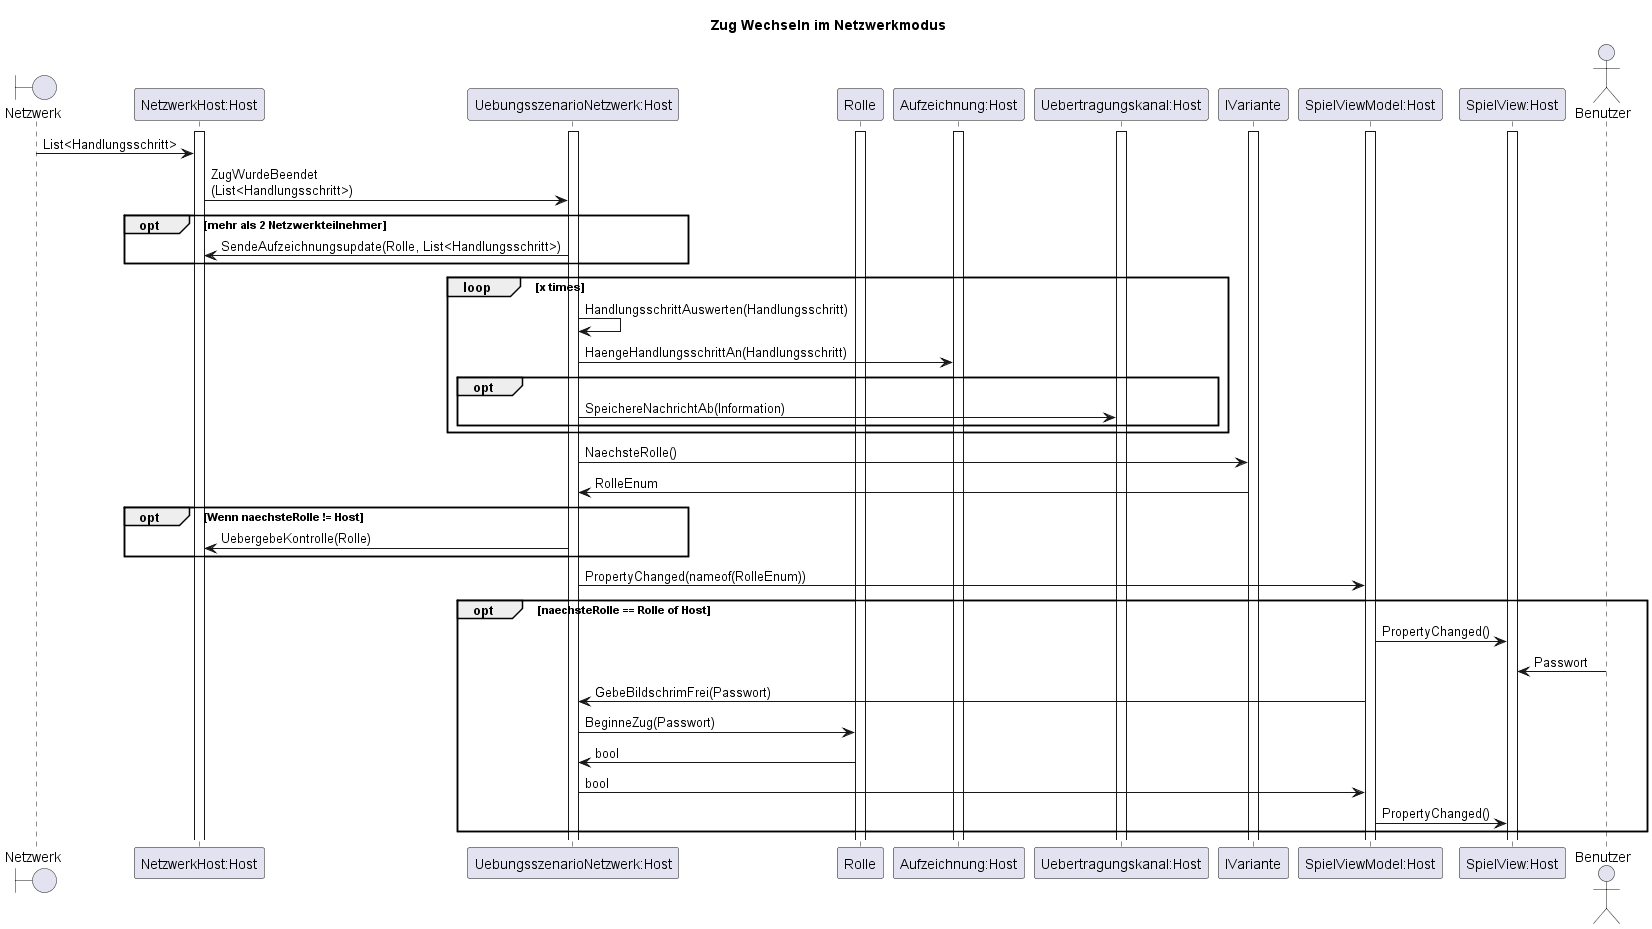 Zug Wechseln im Netzwerkmodus
Netzwerk
NetzwerkHost:Host
UebungsszenarioNetzwerk:Host
Rolle
Aufzeichnung:Host
Uebertragungskanal:Host
IVariante
SpielViewModel:Host
SpielView:Host
Benutzer
List<Handlungsschritt>
ZugWurdeBeendet
(List<Handlungsschritt>)
opt [mehr als 2 Netzwerkteilnehmer]
SendeAufzeichnungsupdate(Rolle, List<Handlungsschritt>)
loop [x times]
HandlungsschrittAuswerten(Handlungsschritt)
HaengeHandlungsschrittAn(Handlungsschritt)
opt
SpeichereNachrichtAb(Information)
NaechsteRolle()
RolleEnum
opt [Wenn naechsteRolle != Host]
UebergebeKontrolle(Rolle)
PropertyChanged(nameof(RolleEnum))
opt [naechsteRolle == Rolle of Host]
PropertyChanged()
Passwort
GebeBildschrimFrei(Passwort)
BeginneZug(Passwort)
bool
bool
PropertyChanged()
Netzwerk
NetzwerkHost:Host
UebungsszenarioNetzwerk:Host
Rolle
Aufzeichnung:Host
Uebertragungskanal:Host
IVariante
SpielViewModel:Host
SpielView:Host
Benutzer